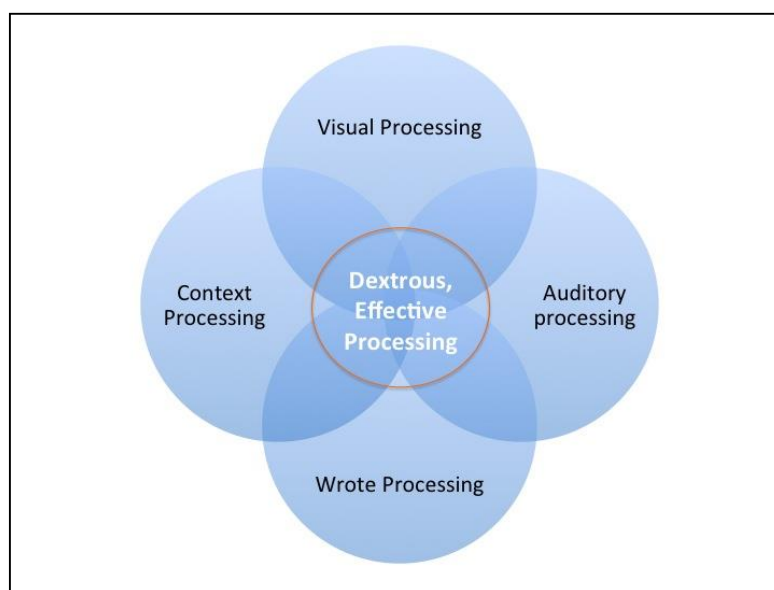 Visual Processing
Context
Processing
Dextrous,
Effective
Processing
Auditory
processing
Wrote Processing